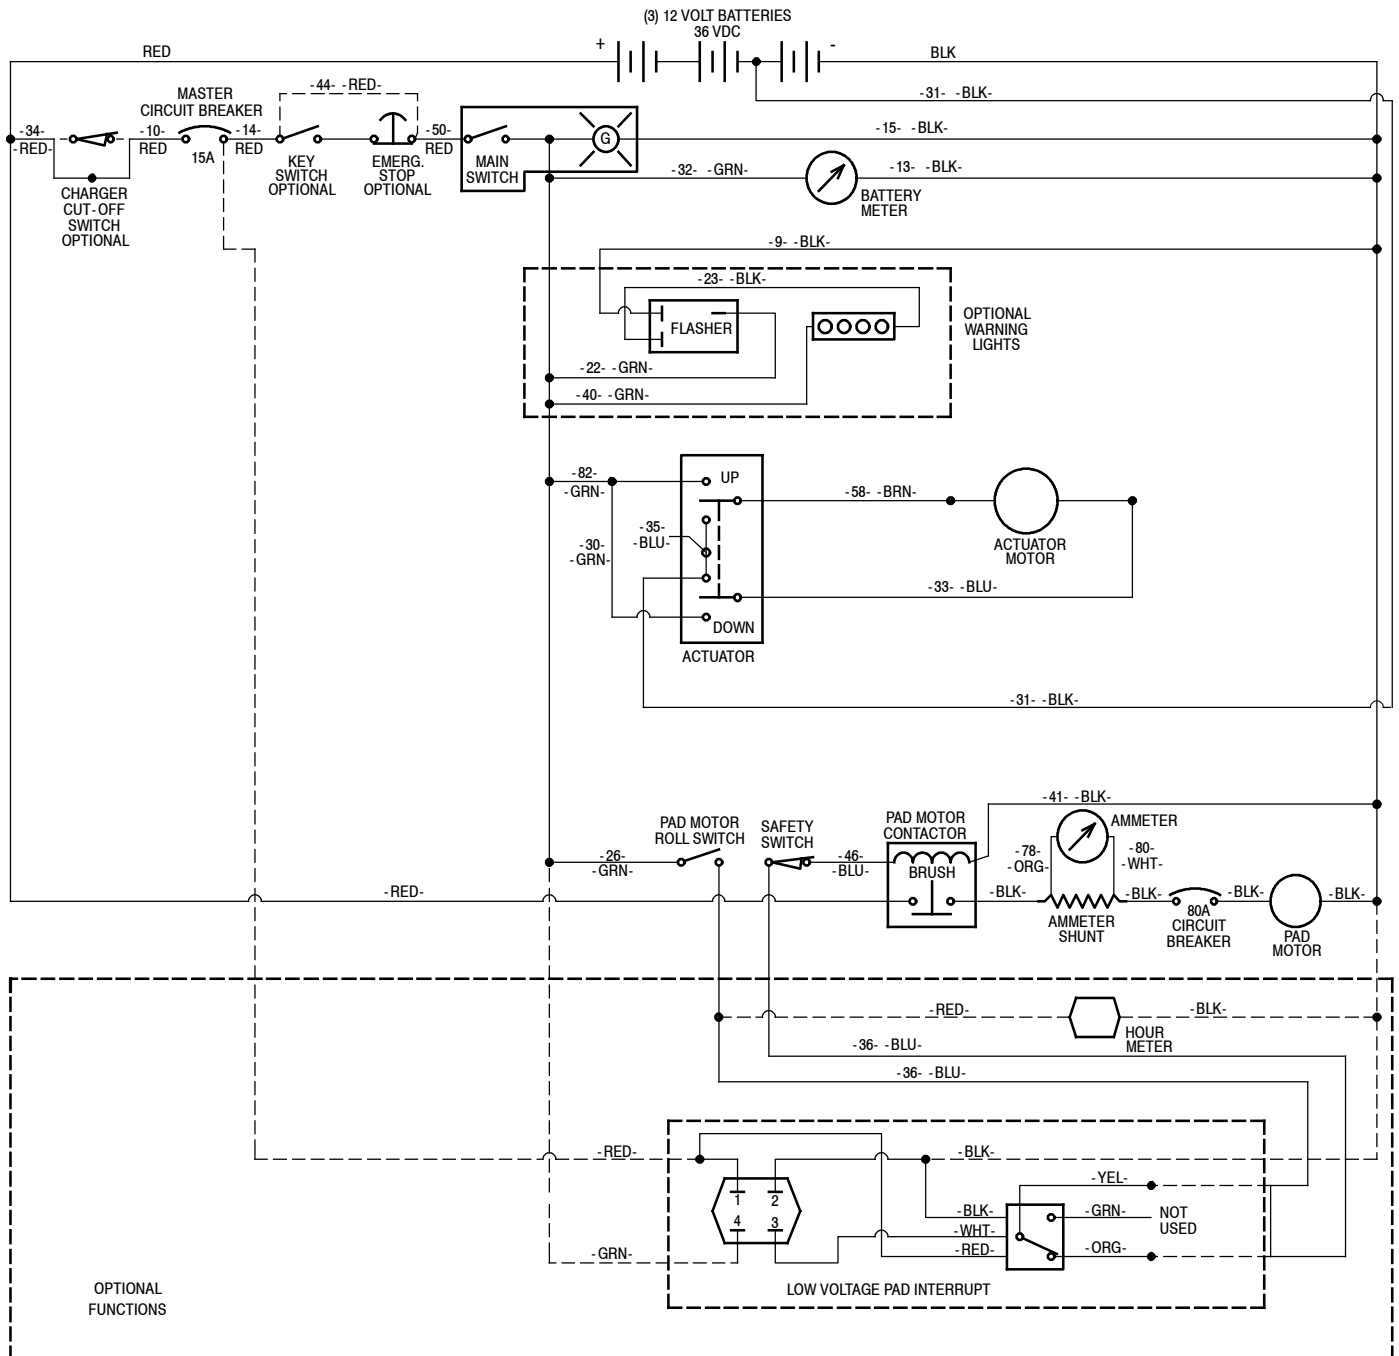 (3) 12 VOLT BATTERIES
36 VDC
+
-
RED
BLK
-31- -BLK-
-44- -RED-
MASTER
CIRCUIT BREAKER
-34-
-RED-
-10-
RED
-14-
RED
15A
-50-
RED
G
-15- -BLK-
KEY
SWITCH
OPTIONAL
EMERG.
STOP
OPTIONAL
MAIN
SWITCH
CHARGER
CUT-OFF
SWITCH
OPTIONAL
-32- -GRN-
-13- -BLK-
BATTERY
METER
-9- -BLK-
-23- -BLK-
FLASHER
OPTIONAL
WARNING
LIGHTS
-22- -GRN-
-40- -GRN-
-82-
-GRN-
UP
-58- -BRN-
-35-
-BLU-
-30-
-GRN-
ACTUATOR
MOTOR
-33- -BLU-
DOWN
ACTUATOR
-31- -BLK-
-41- -BLK-
PAD MOTOR
ROLL SWITCH
SAFETY
SWITCH
PAD MOTOR
CONTACTOR
AMMETER
-26-
-GRN-
-46-
-BLU-
BRUSH
-78-
-ORG-
-80-
-WHT-
-RED-
-BLK-
-BLK-
-BLK-
-BLK-
AMMETER
SHUNT
80A
CIRCUIT
BREAKER
PAD
MOTOR
-RED-
-BLK-
HOUR
METER
-36- -BLU-
-36- -BLU-
-RED-
-BLK-
-YEL-
1
2
4
3
-BLK-
-GRN-
NOT
USED
-WHT-
-RED-
-ORG-
-GRN-
LOW VOLTAGE PAD INTERRUPT
OPTIONAL
FUNCTIONS